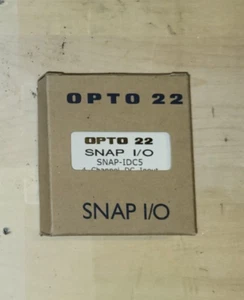 OPTO 22
OPTO 22
SNAP I/O
SNAP-IDC5
4 Channel DC Input
SNAP I/O